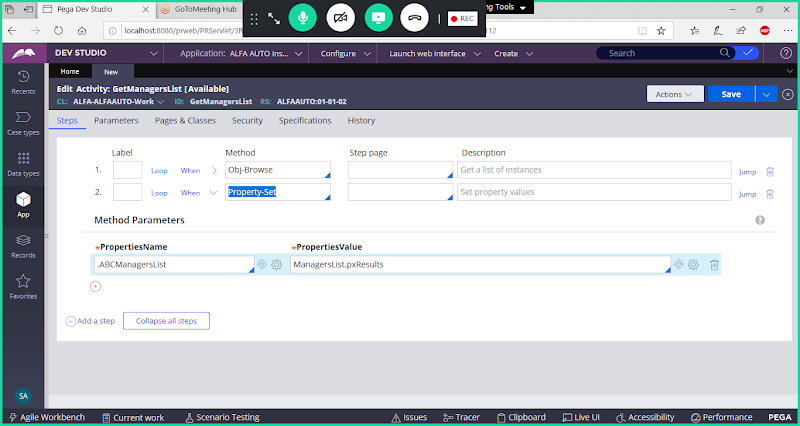 Pega Dev Studio
GoToMeeting Hub
REC
ng Tools
localhost:8080/prweb/PRServlet/3R
112
ABP
DEV STUDIO
Application: ALFA AUTO Ins...
Configure
Launch web interface
Create
Search
Recents
Case types
Data types
App
Records
Favorites
SA
Home
New
Edit Activity: GetManagersList [Available]
CL: ALFA-ALFAAUTO-Work
ID: GetManagersList
RS: ALFAAUTO:01-01-02
Actions
Save
Steps
Parameters
Pages & Classes
Security
Specifications
History
Label
Method
Step page
Description
1.
Loop
When
Obj-Browse
Get a list of instances
Jump
2.
Loop
When
Property-Set
Set property values
Jump
Method Parameters
?
*PropertiesName
*PropertiesValue
.ABCManagersList
ManagersList.pxResults
Add a step
Collapse all steps
Agile Workbench
Current work
Scenario Testing
Issues
Tracer
Clipboard
Live UI
Accessibility
Performance
PEGA